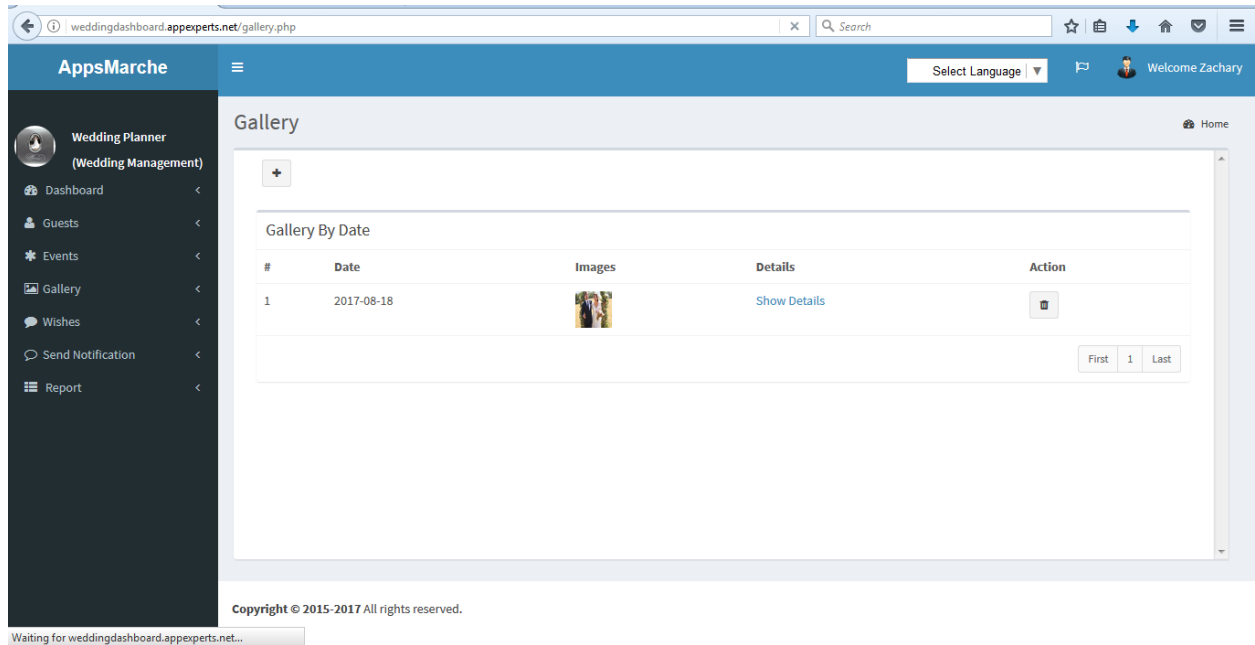 weddingdashboard.appexperts.net/gallery.php
Search
AppsMarche
Select Language ▼
Welcome Zachary
Wedding Planner
(Wedding Management)
Dashboard
Guests
Events
Gallery
Wishes
Send Notification
Report
Gallery
Home
Gallery By Date
# Date Images Details Action
1 2017-08-18 Show Details
First 1 Last
Copyright © 2015-2017 All rights reserved.
Waiting for weddingdashboard.appexperts.net...